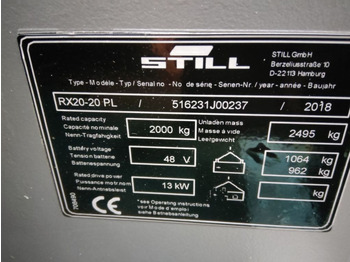 STILL
STILL GmbH
Berzeliusstraße 10
D-22113 Hamburg
Type-Modèle-Typ / Serial no-No de série-Serien-Nr. / year-année-Baujahr
RX20-20 PL / 516231J00237 / 2018
Rated capacity
Capacité nominale
Nenn-Tragfähigkeit
2000 kg
Unladen mass
Masse à vide
Leergewicht
2495 kg
Battery voltage
Tension batterie
Batteriespannung
48 V
1064
962 kg
Rated drive power
Puissance motr nom
Nenn-Antriebsleist
13 kW
kg
*see Operating instructions
voir Mode d'emploi
siehe Betriebsanleitung
CE